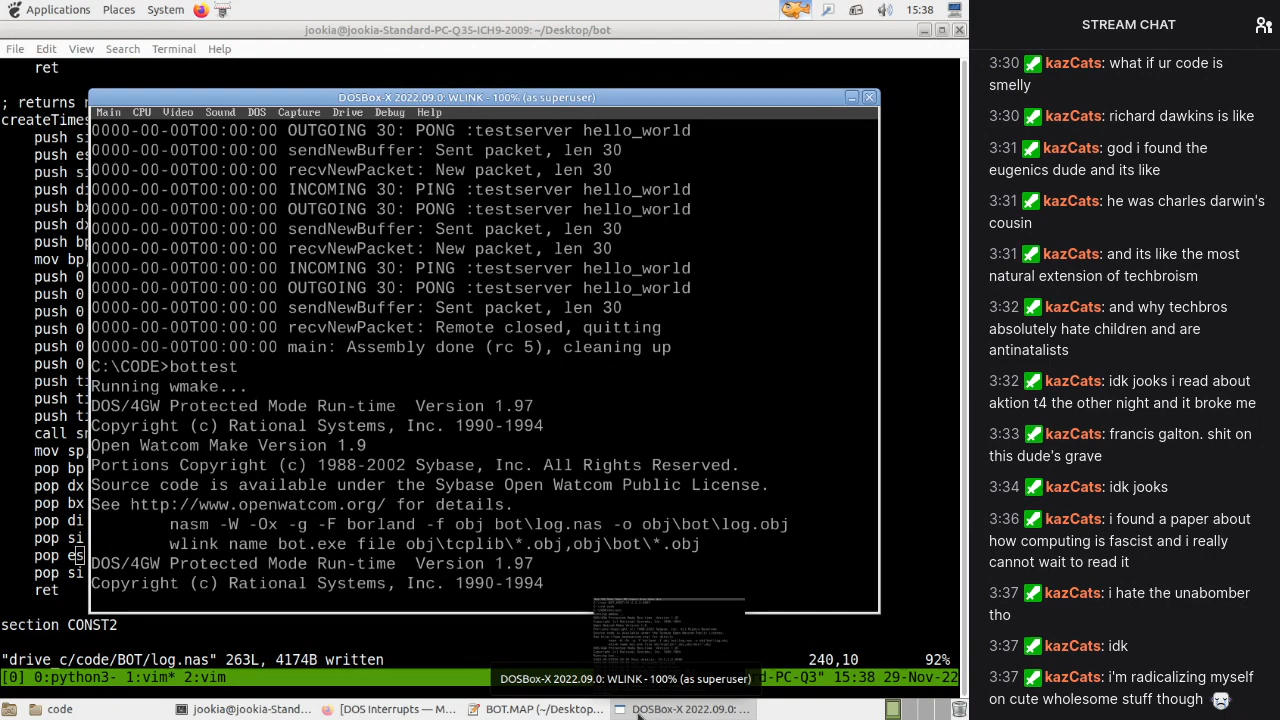 Applications Places System 15:38
jookia@jookia-Standard-PC-Q35-ICH9-2009: ~/Desktop/bot
File Edit View Search Terminal Help
ret
; returns
createTimes
push si
push es
push si
push di
push bx
push dx
push bp
mov bp,
push 0
push 0
push 0
push 0
push 0
push 0
push ti
push ti
push ti
call sn
mov sp,
pop bp
pop dx
pop bx
pop di
pop si
pop es
pop si
ret
section CONST2
240,10 92%
[0] 0:python3- 1:vim* 2:vim
15:38 29-Nov-22
DOSBox-X 2022.09.0: WLINK - 100% (as superuser)
Main CPU Video Sound DOS Capture Drive Debug Help
0000-00-00T00:00:00 OUTGOING 30: PONG :testserver hello_world
0000-00-00T00:00:00 sendNewBuffer: Sent packet, len 30
0000-00-00T00:00:00 recvNewPacket: New packet, len 30
0000-00-00T00:00:00 INCOMING 30: PING :testserver hello_world
0000-00-00T00:00:00 OUTGOING 30: PONG :testserver hello_world
0000-00-00T00:00:00 sendNewBuffer: Sent packet, len 30
0000-00-00T00:00:00 recvNewPacket: New packet, len 30
0000-00-00T00:00:00 INCOMING 30: PING :testserver hello_world
0000-00-00T00:00:00 OUTGOING 30: PONG :testserver hello_world
0000-00-00T00:00:00 sendNewBuffer: Sent packet, len 30
0000-00-00T00:00:00 recvNewPacket: Remote closed, quitting
0000-00-00T00:00:00 main: Assembly done (rc 5), cleaning up
C:\CODE>bottest
Running wmake...
DOS/4GW Protected Mode Run-time Version 1.97
Copyright (c) Rational Systems, Inc. 1990-1994
Open Watcom Make Version 1.9
Portions Copyright (c) 1988-2002 Sybase, Inc. All Rights Reserved.
Source code is available under the Sybase Open Watcom Public License.
See http://www.openwatcom.org/ for details.
nasm -W -Ox -g -F borland -f obj bot\log.nas -o obj\bot\log.obj
wlink name bot.exe file obj\tcplib\*.obj,obj\bot\*.obj
DOS/4GW Protected Mode Run-time Version 1.97
Copyright (c) Rational Systems, Inc. 1990-1994
DOSBox-X 2022.09.0: WLINK - 100% (as superuser)
code
jookia@jookia-Standar...
[DOS Interrupts — M...
BOT.MAP (~/Desktop/...
DOSBox-X 2022.09.0: ...
STREAM CHAT
3:30 kazCats: what if ur code is
smelly
3:30 kazCats: richard dawkins is like
3:31 kazCats: god i found the
eugenics dude and its like
3:31 kazCats: he was charles darwin's
cousin
3:31 kazCats: and its like the most
natural extension of techbroism
3:32 kazCats: and why techbros
absolutely hate children and are
antinatalists
3:32 kazCats: idk jooks i read about
aktion t4 the other night and it broke me
3:33 kazCats: francis galton. shit on
this dude's grave
3:34 kazCats: idk jooks
3:36 kazCats: i found a paper about
how computing is fascist and i really
cannot wait to read it
3:37 kazCats: i hate the unabomber
tho
3:37 kazCats: idk
3:37 kazCats: i'm radicalizing myself
on cute wholesome stuff though